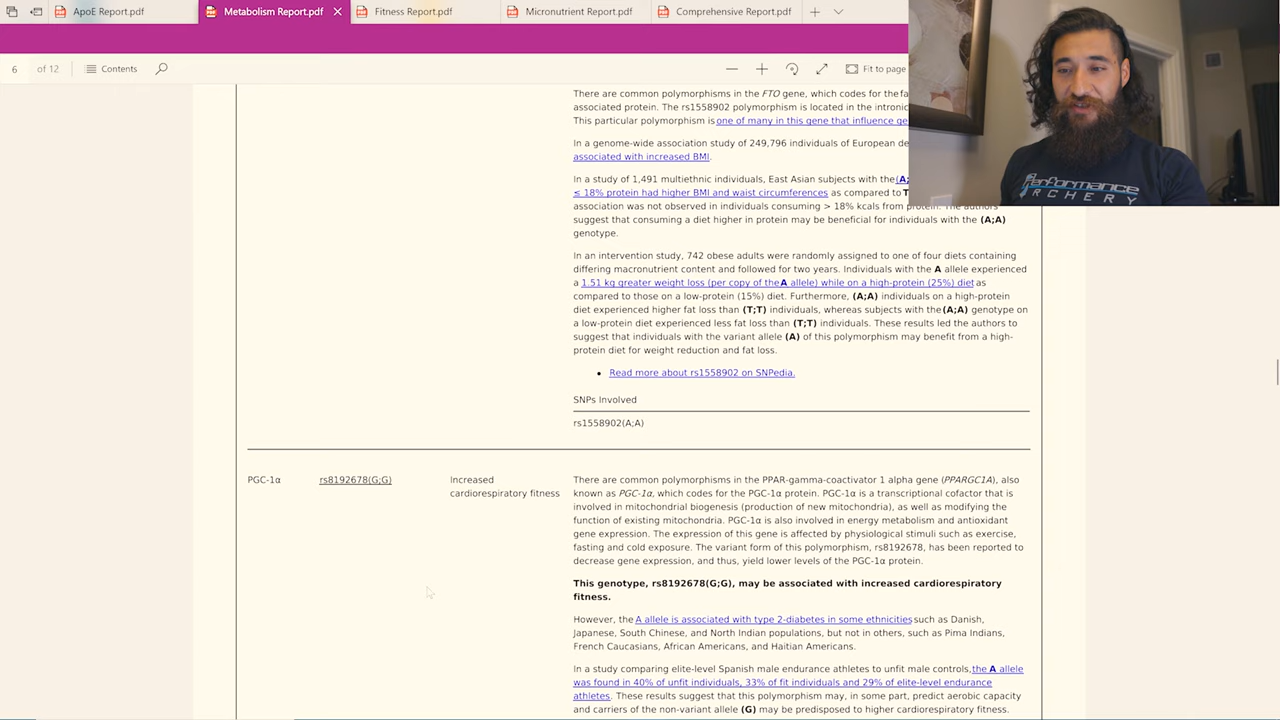 ApoE Report.pdf
Metabolism Report.pdf
Fitness Report.pdf
Micronutrient Report.pdf
Comprehensive Report.pdf
6 of 12
Contents
Fit to page
There are common polymorphisms in the FTO gene, which codes for the fa
associated protein. The rs1558902 polymorphism is located in the intronic
This particular polymorphism is one of many in this gene that influence ge
In a genome-wide association study of 249,796 individuals of European de
associated with increased BMI.
In a study of 1,491 multiethnic individuals, East Asian subjects with the (A;
≤ 18% protein had higher BMI and waist circumferences as compared to T
association was not observed in individuals consuming > 18% kcals from protein. The authors
suggest that consuming a diet higher in protein may be beneficial for individuals with the (A;A)
genotype.
In an intervention study, 742 obese adults were randomly assigned to one of four diets containing
differing macronutrient content and followed for two years. Individuals with the A allele experienced
a 1.51 kg greater weight loss (per copy of the A allele) while on a high-protein (25%) diet as
compared to those on a low-protein (15%) diet. Furthermore, (A;A) individuals on a high-protein
diet experienced higher fat loss than (T;T) individuals, whereas subjects with the (A;A) genotype on
a low-protein diet experienced less fat loss than (T;T) individuals. These results led the authors to
suggest that individuals with the variant allele (A) of this polymorphism may benefit from a high-
protein diet for weight reduction and fat loss.
• Read more about rs1558902 on SNPedia.
SNPs Involved
rs1558902(A;A)
PGC-1α
rs8192678(G;G)
Increased
cardiorespiratory fitness
There are common polymorphisms in the PPAR-gamma-coactivator 1 alpha gene (PPARGC1A), also
known as PGC-1α, which codes for the PGC-1α protein. PGC-1α is a transcriptional cofactor that is
involved in mitochondrial biogenesis (production of new mitochondria), as well as modifying the
function of existing mitochondria. PGC-1α is also involved in energy metabolism and antioxidant
gene expression. The expression of this gene is affected by physiological stimuli such as exercise,
fasting and cold exposure. The variant form of this polymorphism, rs8192678, has been reported to
decrease gene expression, and thus, yield lower levels of the PGC-1α protein.
This genotype, rs8192678(G;G), may be associated with increased cardiorespiratory
fitness.
However, the A allele is associated with type 2-diabetes in some ethnicities such as Danish,
Japanese, South Chinese, and North Indian populations, but not in others, such as Pima Indians,
French Caucasians, African Americans, and Haitian Americans.
In a study comparing elite-level Spanish male endurance athletes to unfit male controls, the A allele
was found in 40% of unfit individuals, 33% of fit individuals and 29% of elite-level endurance
athletes. These results suggest that this polymorphism may, in some part, predict aerobic capacity
and carriers of the non-variant allele (G) may be predisposed to higher cardiorespiratory fitness.
Performance
ARCHERY